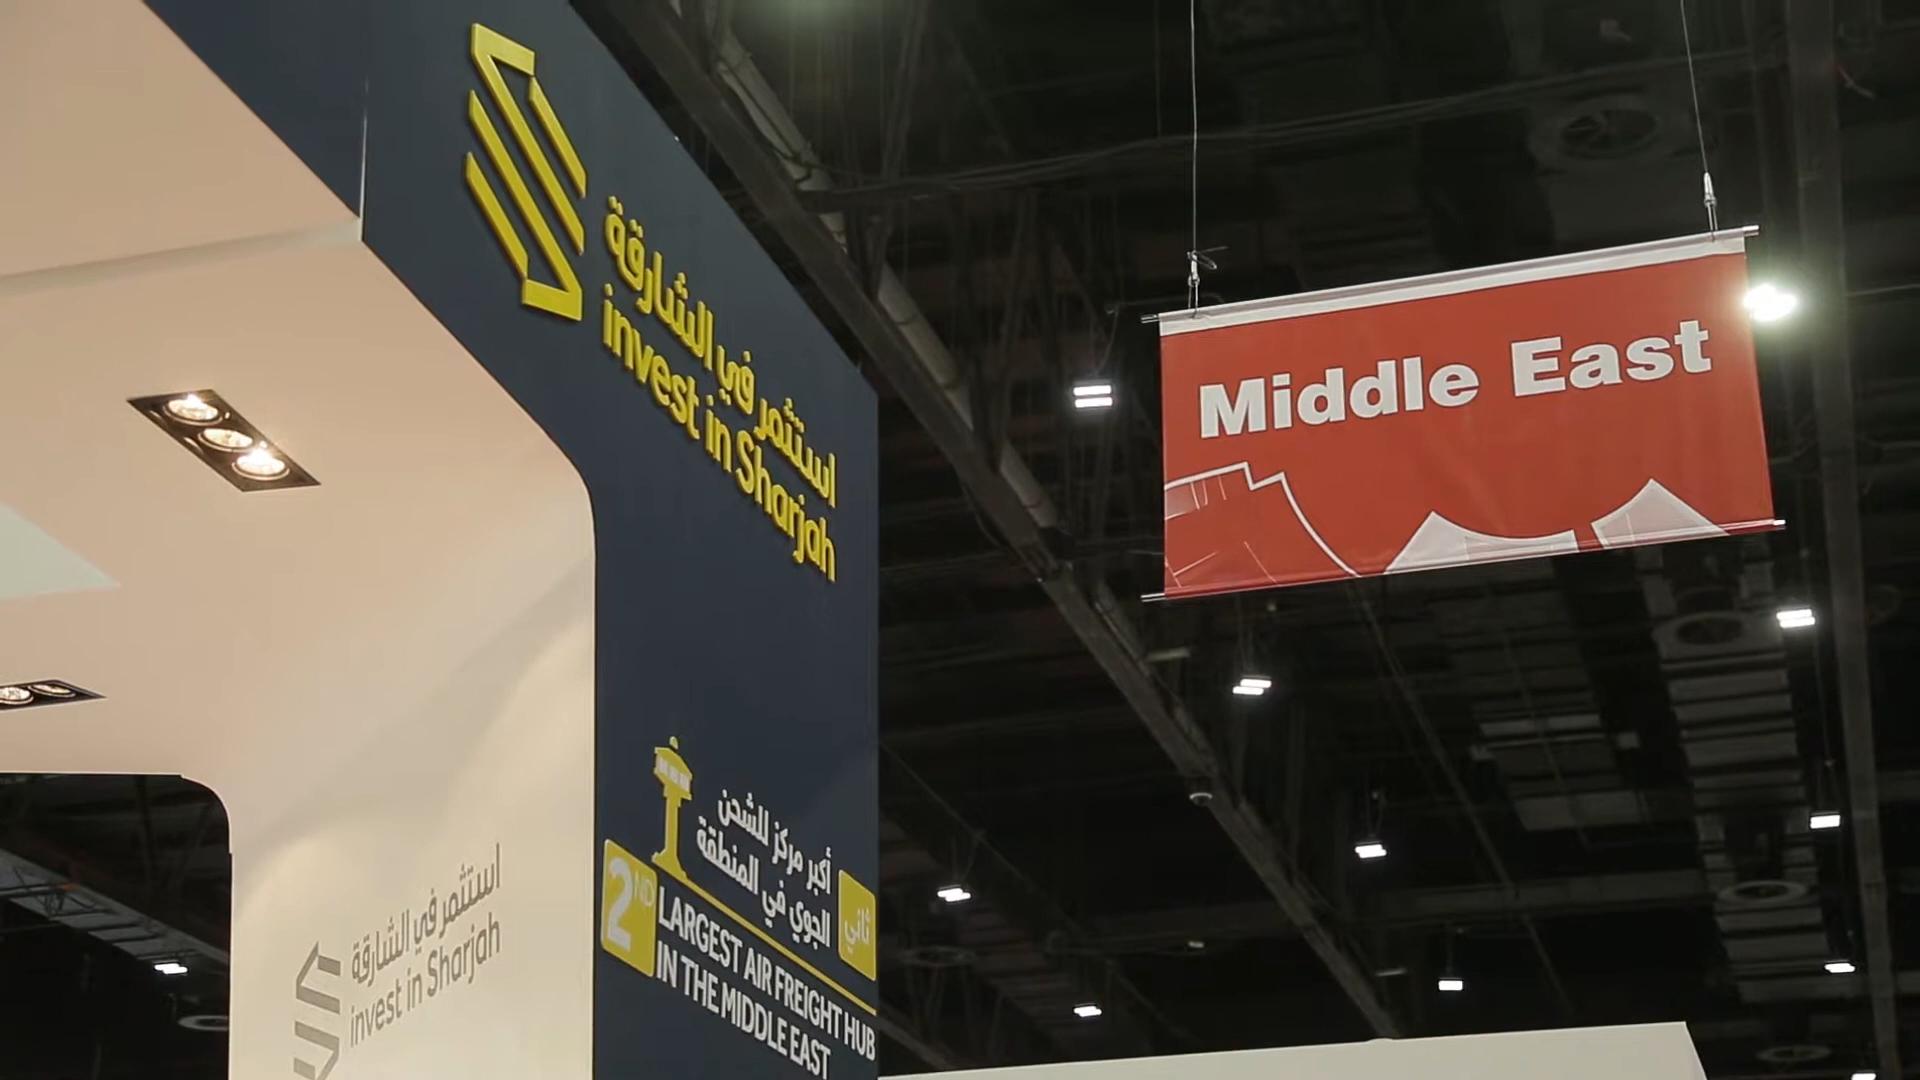 استثمر في الشارقة
invest in Sharjah
Middle East
ثاني
أكبر مركز للشحن
الجوي في المنطقة
2ND
LARGEST AIR FREIGHT HUB
IN THE MIDDLE EAST
استثمر في الشارقة
invest in Sharjah